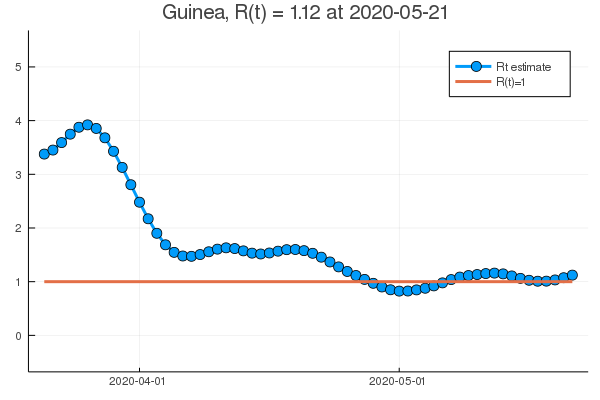 Guinea, R(t) = 1.12 at 2020-05-21
Rt estimate
R(t)=1
5
4
3
2
1
0
2020-04-01
2020-05-01